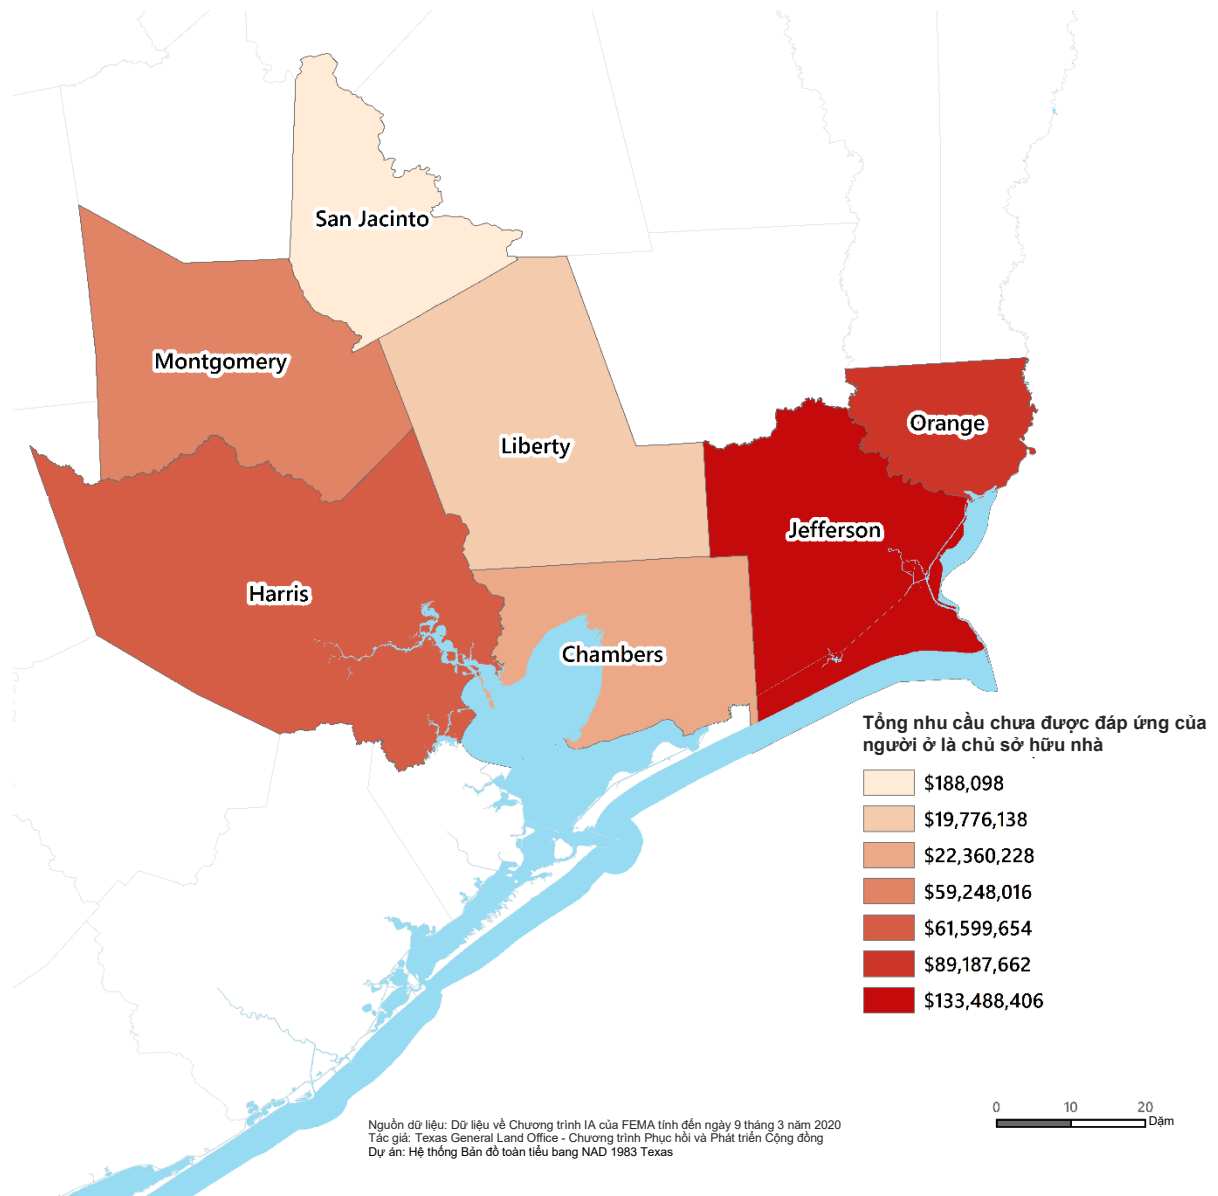 San Jacinto
Montgomery
Orange
Liberty
Jefferson
Harris
Chambers
Tổng nhu cầu chưa được đáp ứng của
người ở là chủ sở hữu nhà
$188,098
$19,776,138
$22,360,228
$59,248,016
$61,599,654
$89,187,662
$133,488,406
0 10 20
Dặm
Nguồn dữ liệu: Dữ liệu về Chương trình IA của FEMA tính đến ngày 9 tháng 3 năm 2020
Tác giả: Texas General Land Office - Chương trình Phục hồi và Phát triển Cộng đồng
Dự án: Hệ thống Bản đồ toàn tiểu bang NAD 1983 Texas